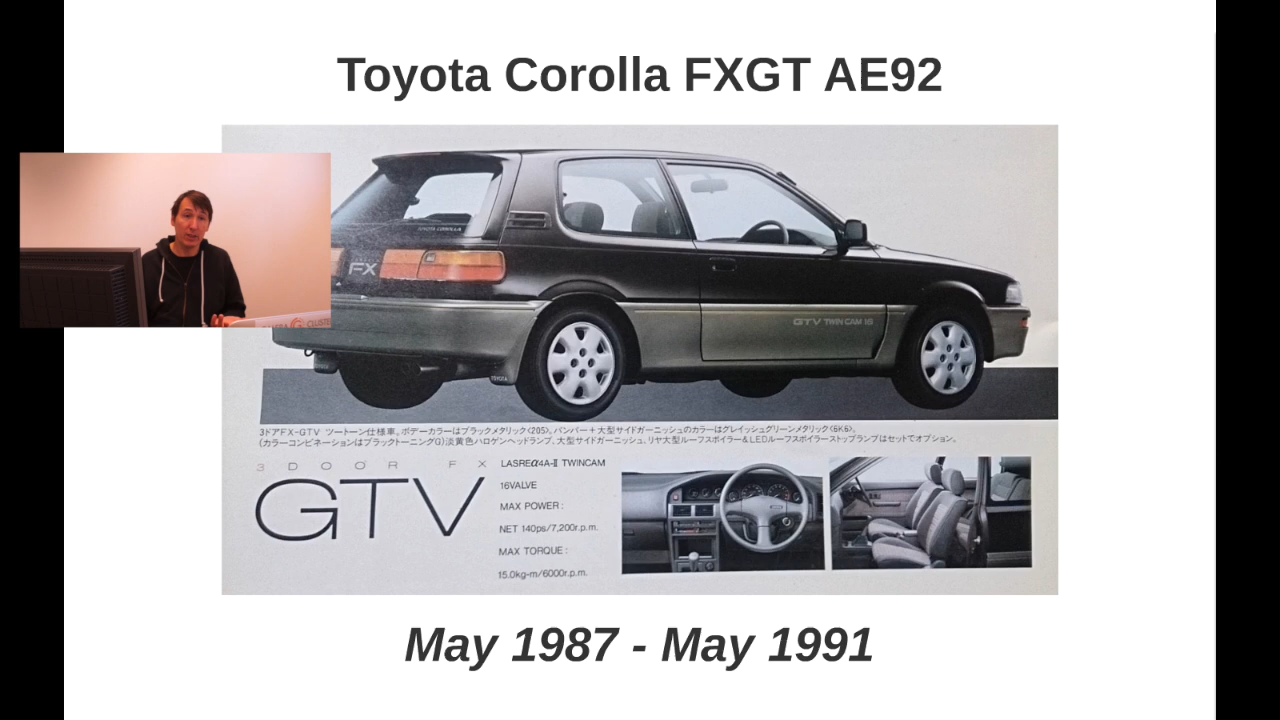 Toyota Corolla FXGT AE92
TOYOTA COROLLA
FX
GTV TWIN CAM 16
TOYOTA
3ドアFX-GTV ツートーン仕様車。ボデーカラーはブラックメタリック〈205〉、バンパー+大型サイドガーニッシュのカラーはグレイッシュグリーンメタリック〈6K6〉。
(カラーコンビネーションはブラックトーニングG)淡黄色ハロゲンヘッドランプ、大型サイドガーニッシュ、リヤ大型ルーフスポイラー&LEDルーフスポイラーストップランプはセットでオプション。
3 DOOR FX
GTV
LASREα4A-Ⅱ TWINCAM
16VALVE
MAX POWER:
NET 140ps/7,200r.p.m.
MAX TORQUE:
15.0kg-m/6000r.p.m.
May 1987 - May 1991